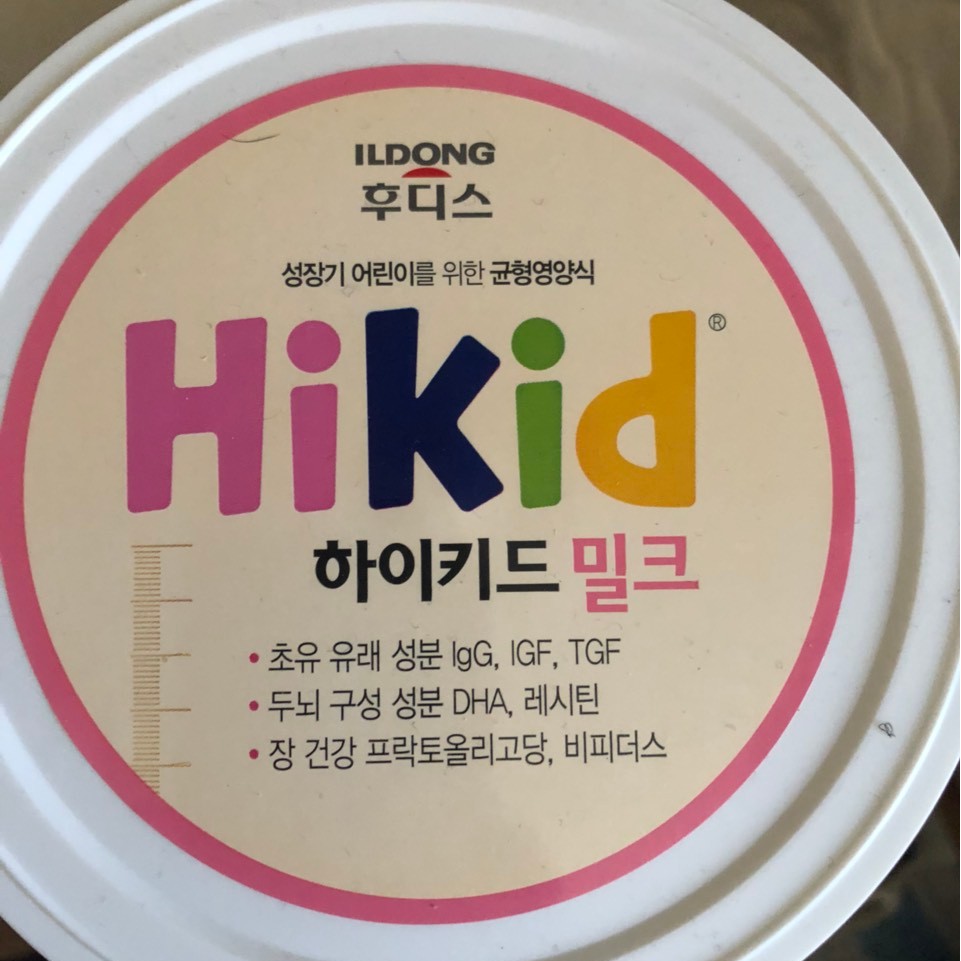 ILDONG
후디스
성장기 어린이를 위한 균형영양식
Hikid®
하이키드 밀크
• 초유 유래 성분 IgG, IGF, TGF
• 두뇌 구성 성분 DHA, 레시틴
• 장 건강 프락토올리고당, 비피더스